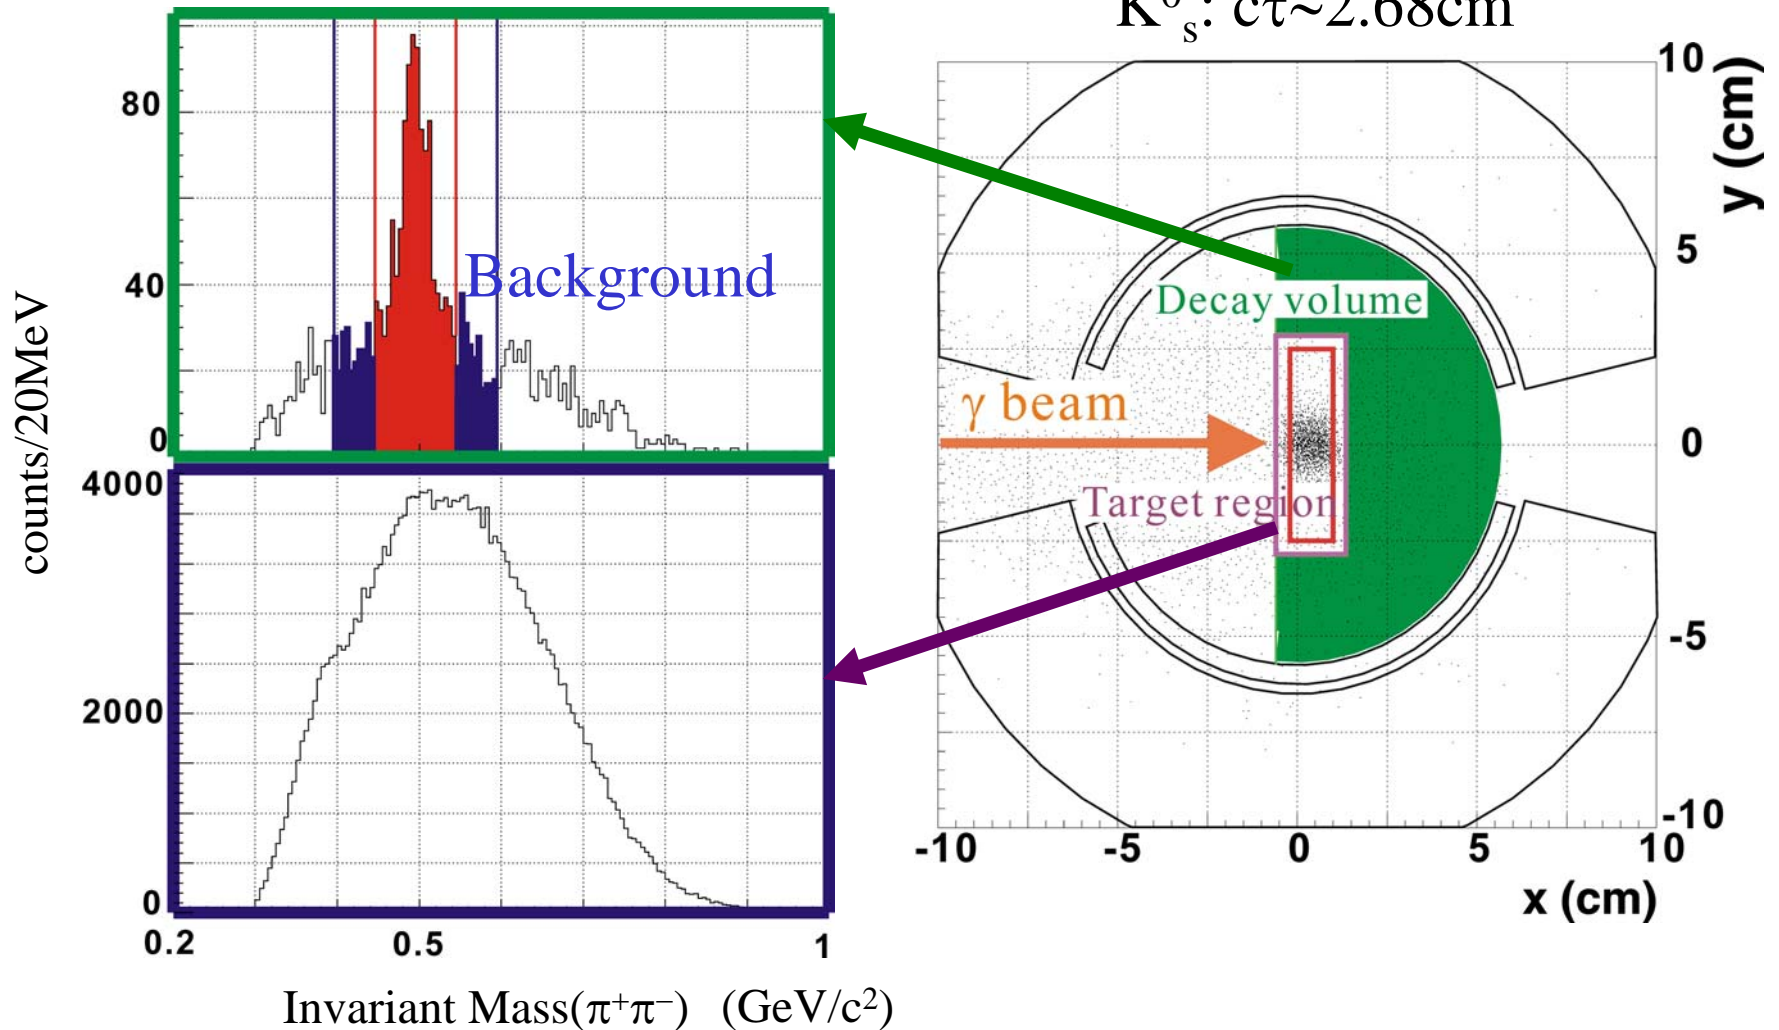 K⁰s: cτ~2.68cm
80
40
0
Background
counts/20MeV
4000
2000
0
0.2 0.5 1
Invariant Mass(π⁺π⁻) (GeV/c²)
10
5
0
-5
-10
y (cm)
Decay volume
γ beam
Target region
-10 -5 0 5 10
x (cm)